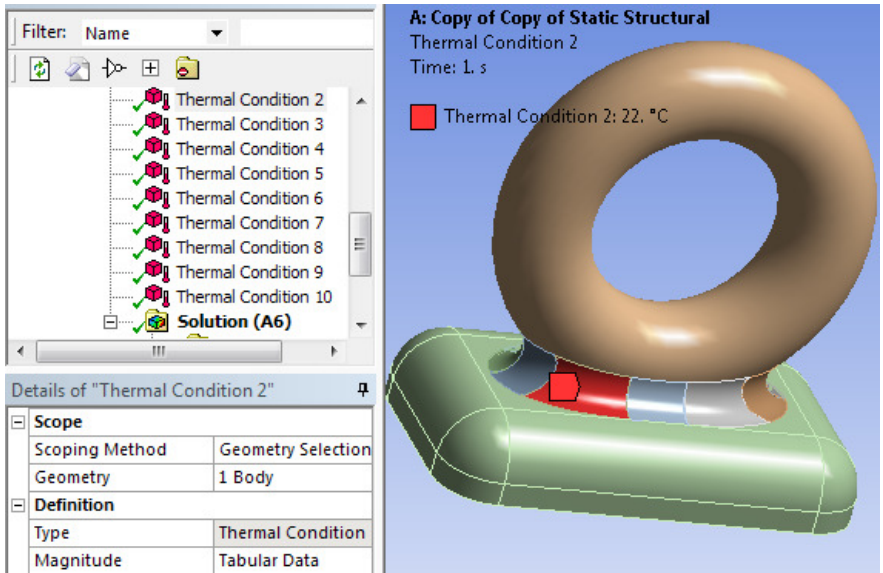 Filter: Name
Thermal Condition 2
Thermal Condition 3
Thermal Condition 4
Thermal Condition 5
Thermal Condition 6
Thermal Condition 7
Thermal Condition 8
Thermal Condition 9
Thermal Condition 10
Solution (A6)
Details of "Thermal Condition 2"
Scope
Scoping Method Geometry Selection
Geometry 1 Body
Definition
Type Thermal Condition
Magnitude Tabular Data
A: Copy of Copy of Static Structural
Thermal Condition 2
Time: 1. s
Thermal Condition 2: 22. °C